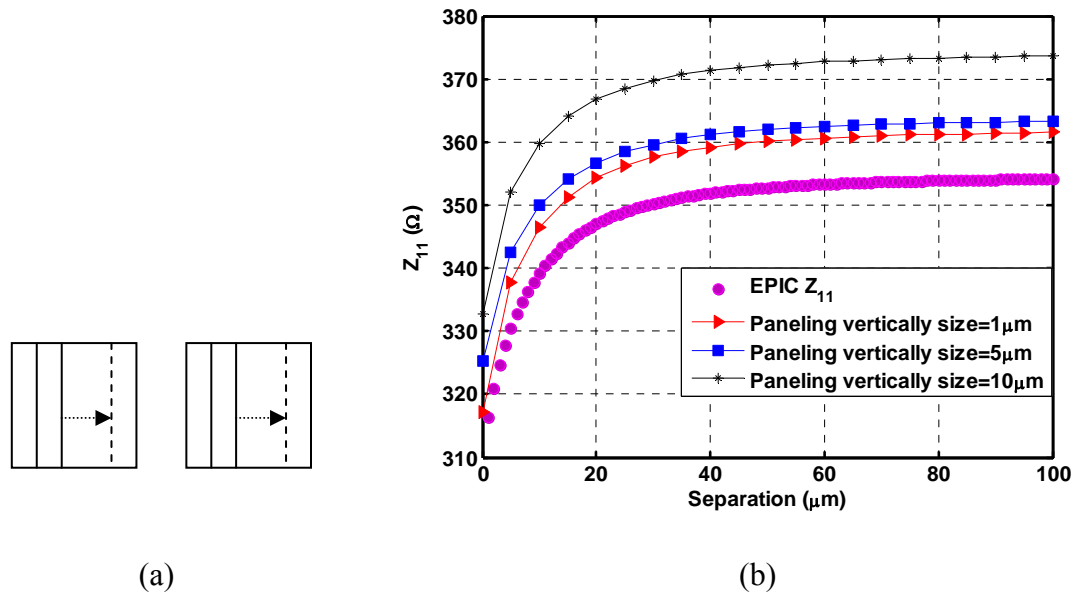 380
370
360
350
340
330
320
310
Z11 (Ω)
EPIC Z11
Paneling vertically size=1μm
Paneling vertically size=5μm
Paneling vertically size=10μm
0 20 40 60 80 100
Separation (μm)
(a) (b)